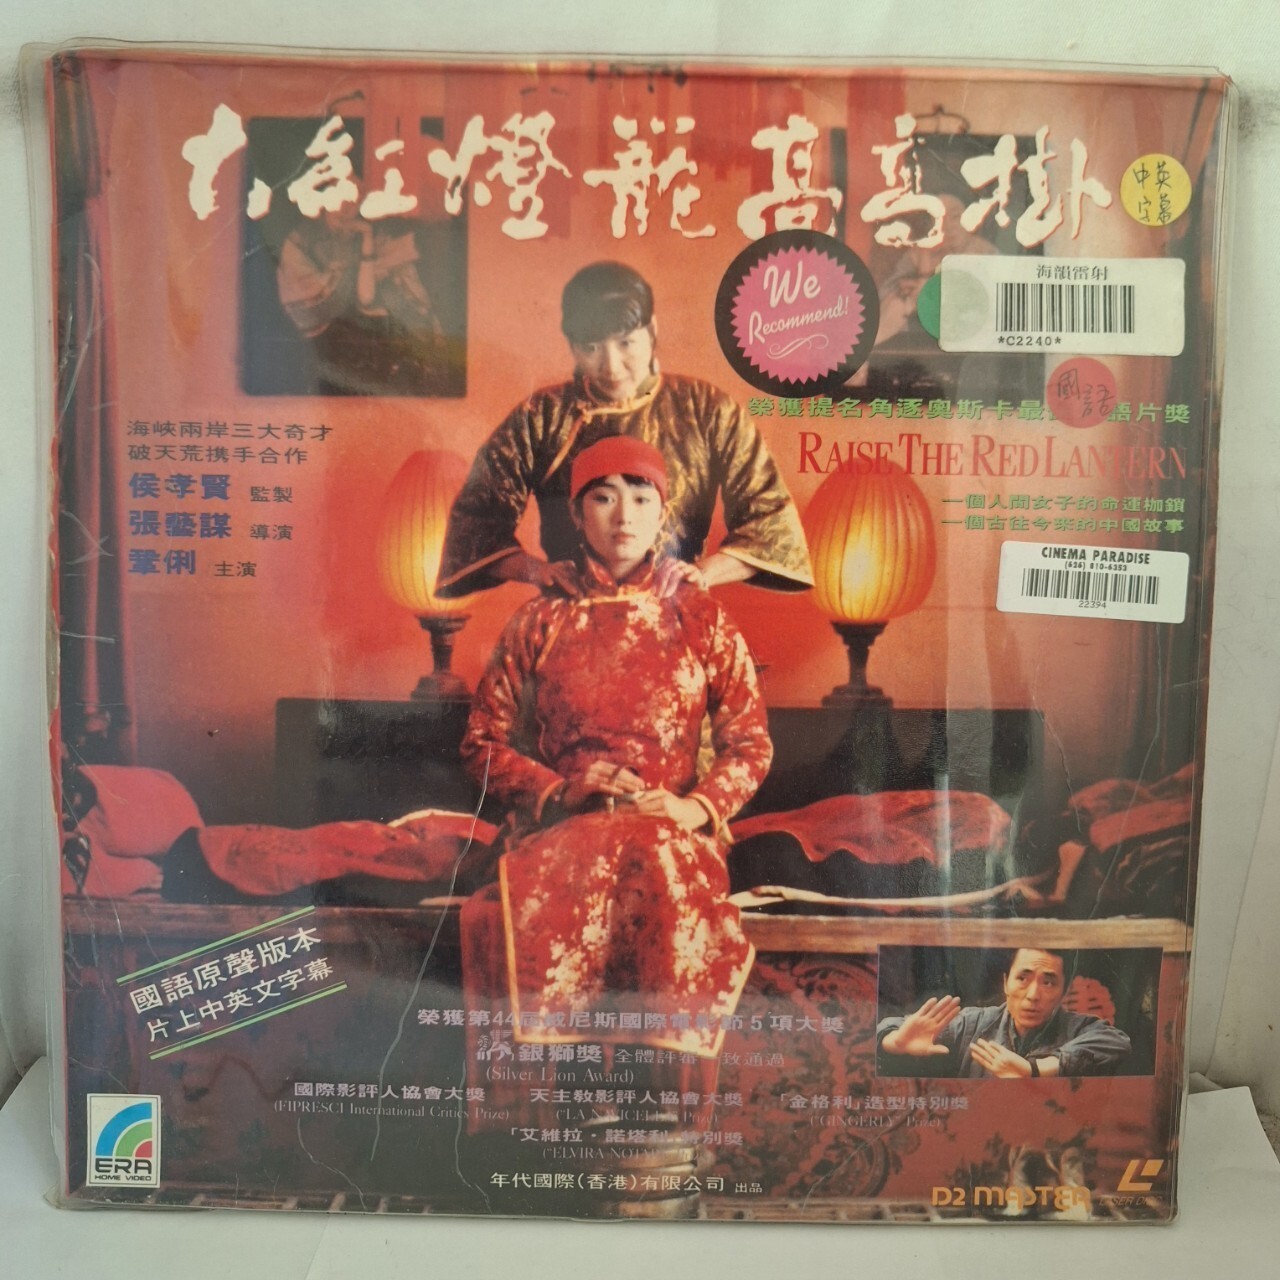 大紅燈籠高高掛
中英
字幕
We
Recommend!
海韻雷射
*C2240*
國語
榮獲提名角逐奧斯卡最 語片獎
RAISE THE RED LANTERN
一個人間女子的命運枷鎖
一個古往今來的中國故事
CINEMA PARADISE
(626) 810-6353
22394
海峽兩岸三大奇才
破天荒携手合作
侯孝賢 監製
張藝謀 導演
鞏俐 主演
國語原聲版本
片上中英文字幕
榮獲第44屆威尼斯國際電影節5項大獎
銀獅獎 全體評審一致通過
(Silver Lion Award)
國際影評人協會大獎 天主教影評人協會大獎 「金格利」造型特別獎
(FIPRESCI International Critics Prize) ("LA NAVICELLA" Prize) ("GINGERLY" Prize)
「艾維拉·諾塔利」特別獎
("ELVIRA NOTARI"
年代國際(香港)有限公司 出品
ERA
HOME VIDEO
D2 MASTER
LASER DISC